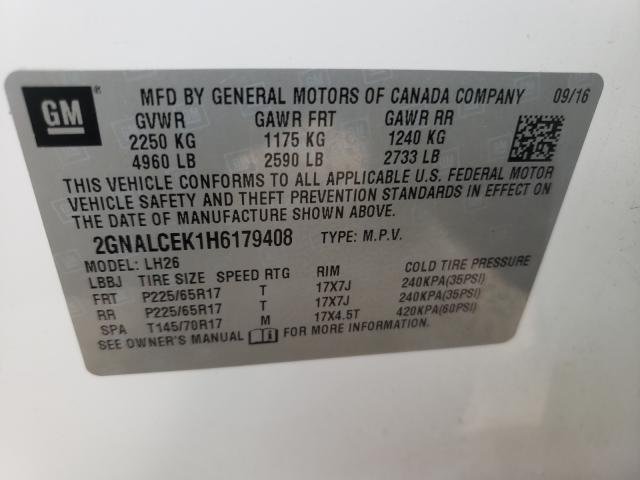 GM ® MFD BY GENERAL MOTORS OF CANADA COMPANY 09/16
GVWR GAWR FRT GAWR RR
2250 KG 1175 KG 1240 KG
4960 LB 2590 LB 2733 LB
THIS VEHICLE CONFORMS TO ALL APPLICABLE U.S. FEDERAL MOTOR
VEHICLE SAFETY, BUMPER, AND THEFT PREVENTION STANDARDS IN EFFECT ON
THE DATE OF MANUFACTURE SHOWN ABOVE.
2GNALCEK1H6179408 TYPE: M.P.V.
MODEL: LH26
LBBJ TIRE SIZE SPEED RTG RIM COLD TIRE PRESSURE
FRT P225/65R17 T 17X7J 240KPA(35PSI)
RR P225/65R17 T 17X7J 240KPA(35PSI)
SPA T145/70R17 M 17X4.5T 420KPA(60PSI)
SEE OWNER'S MANUAL FOR MORE INFORMATION.